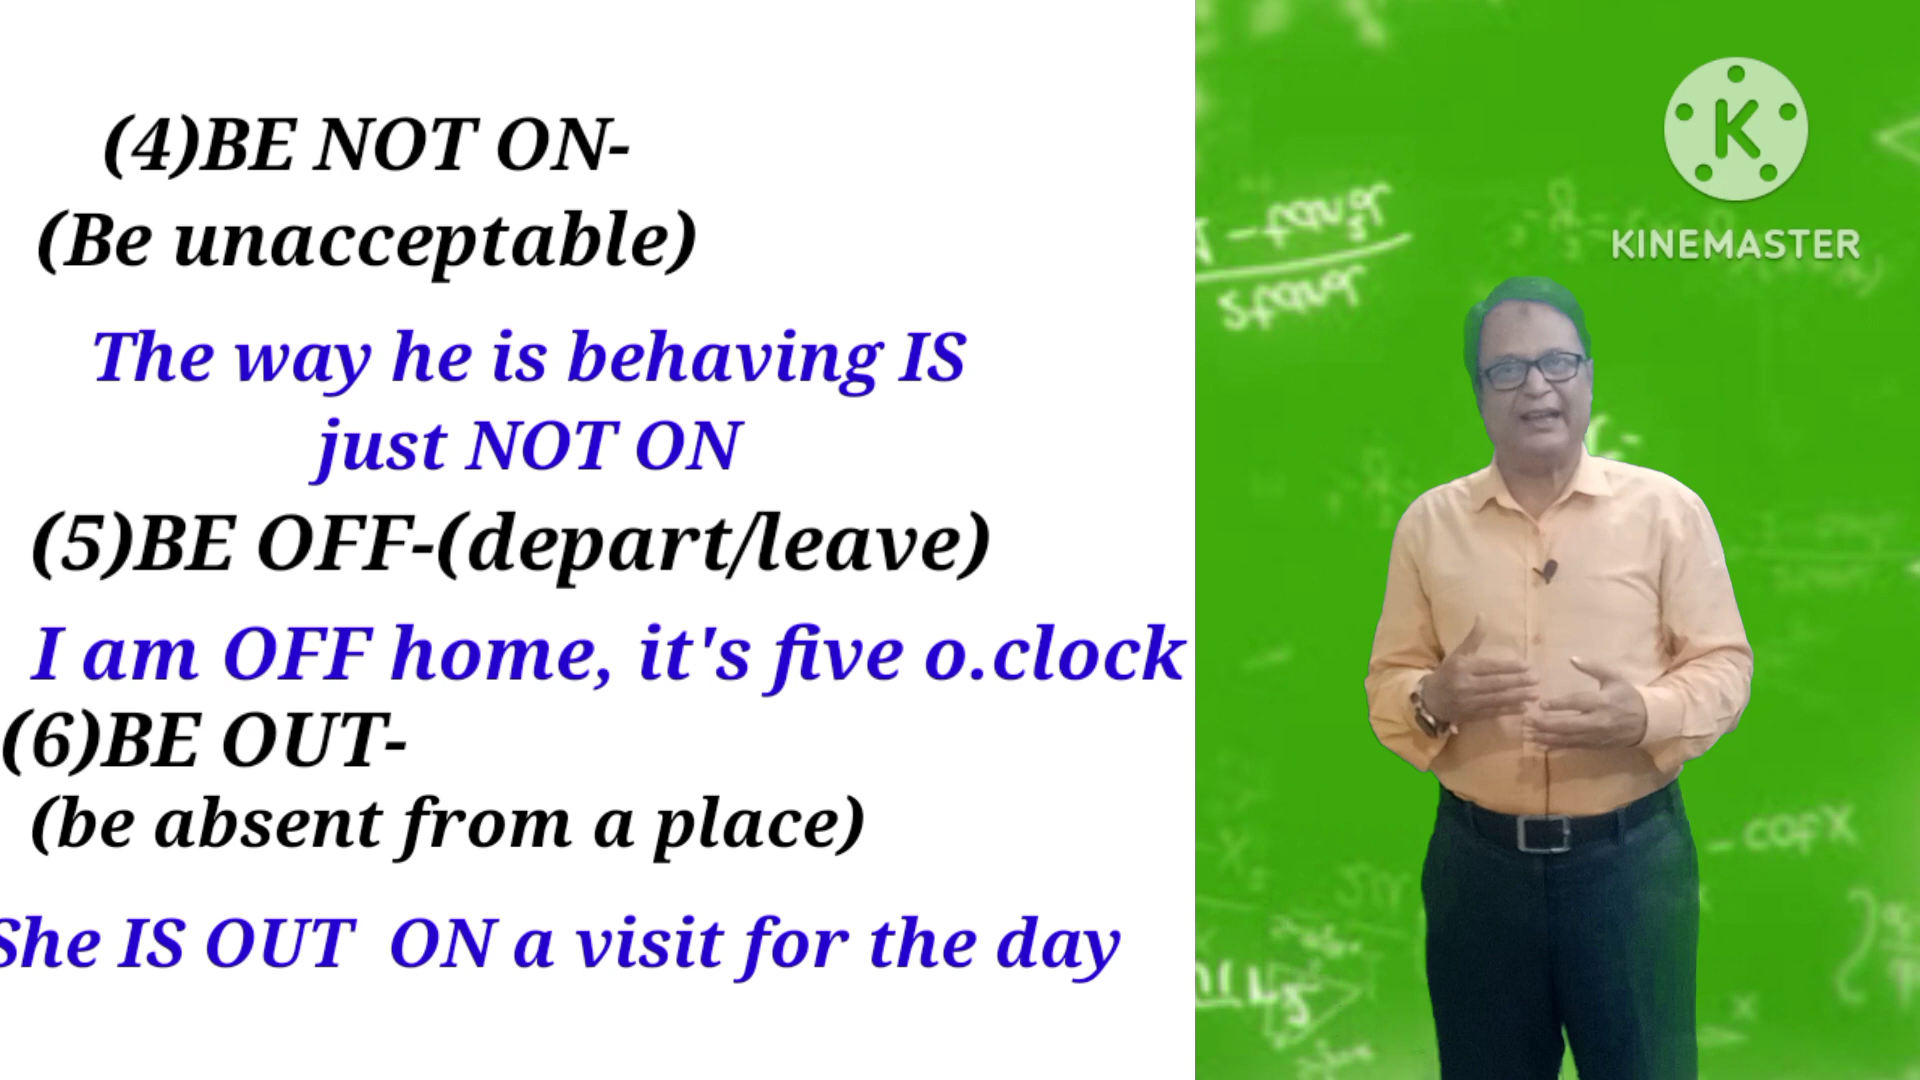 (4)BE NOT ON-
(Be unacceptable)
The way he is behaving IS
just NOT ON
(5)BE OFF-(depart/leave)
I am OFF home, it's five o.clock
(6)BE OUT-
(be absent from a place)
She IS OUT  ON a visit for the day
K
KINEMASTER